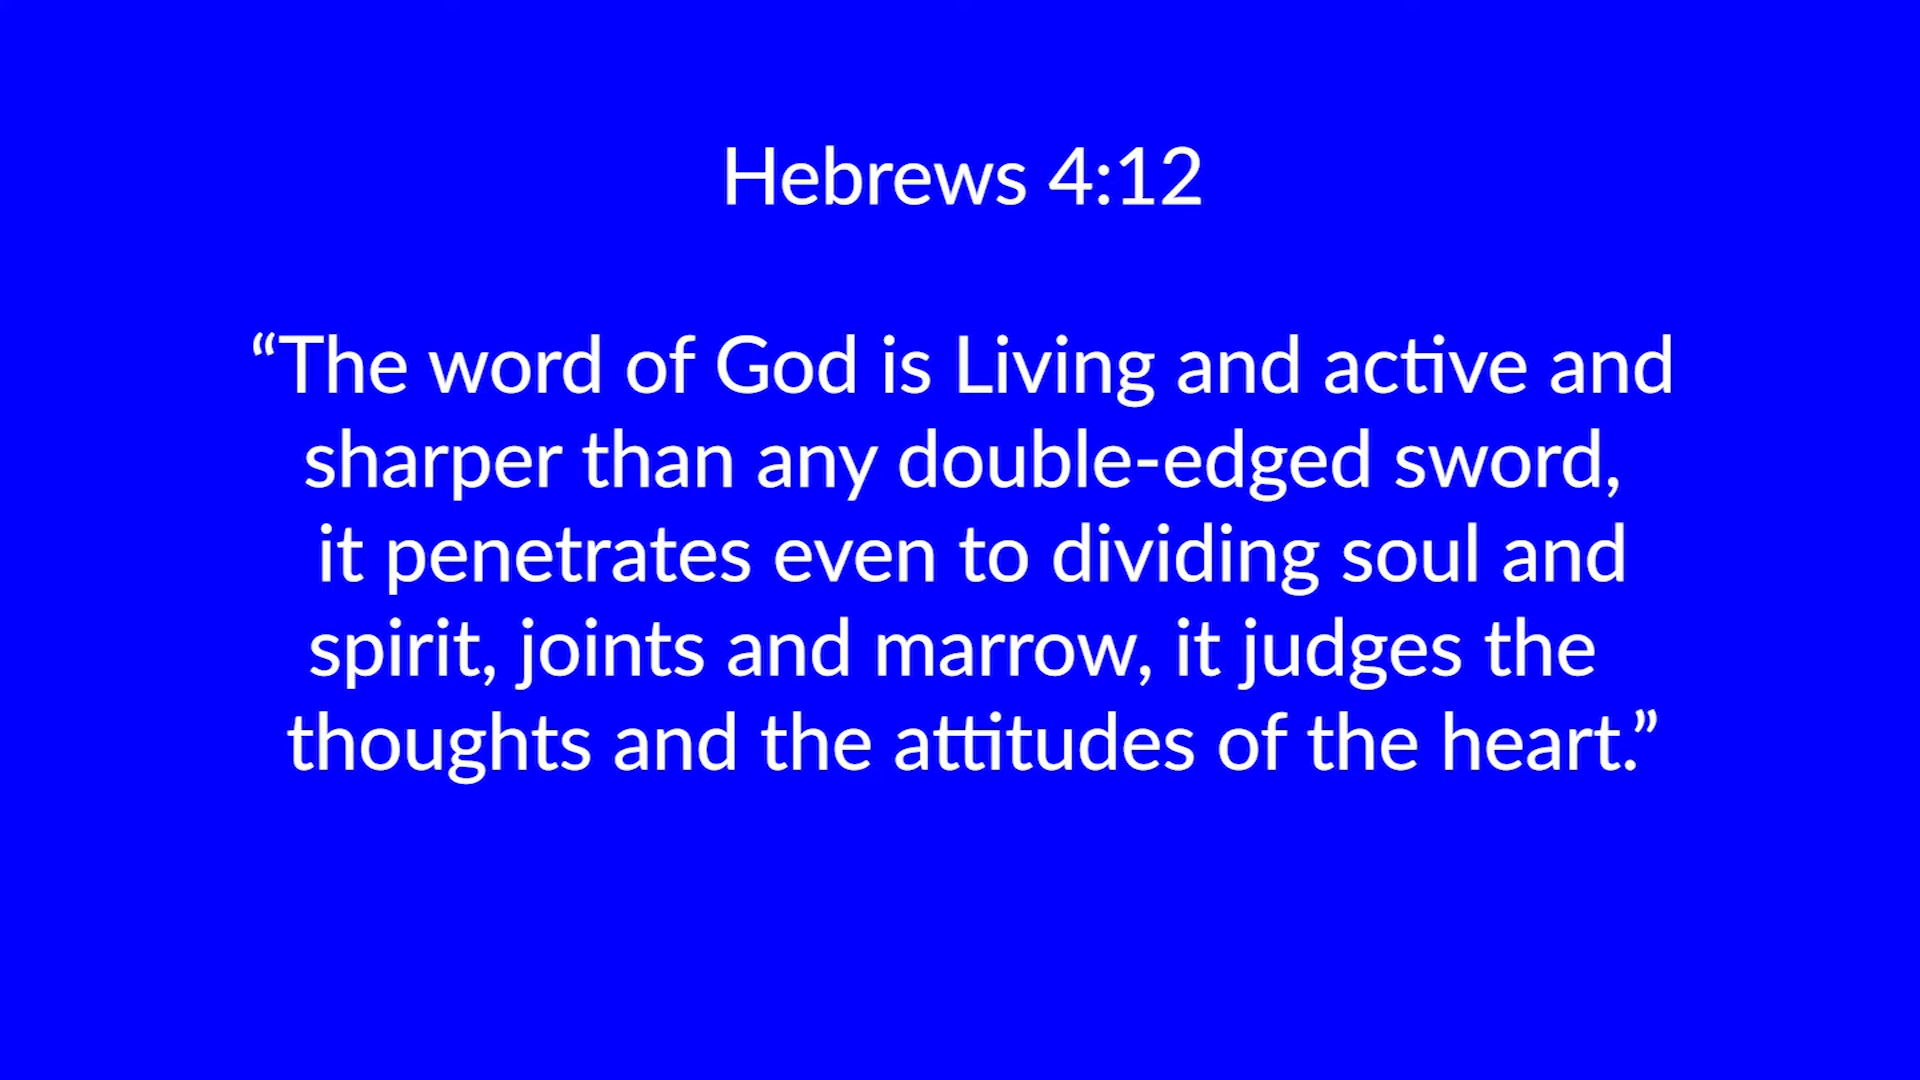 Hebrews 4:12
“The word of God is Living and active and
sharper than any double-edged sword,
it penetrates even to dividing soul and
spirit, joints and marrow, it judges the
thoughts and the attitudes of the heart.”